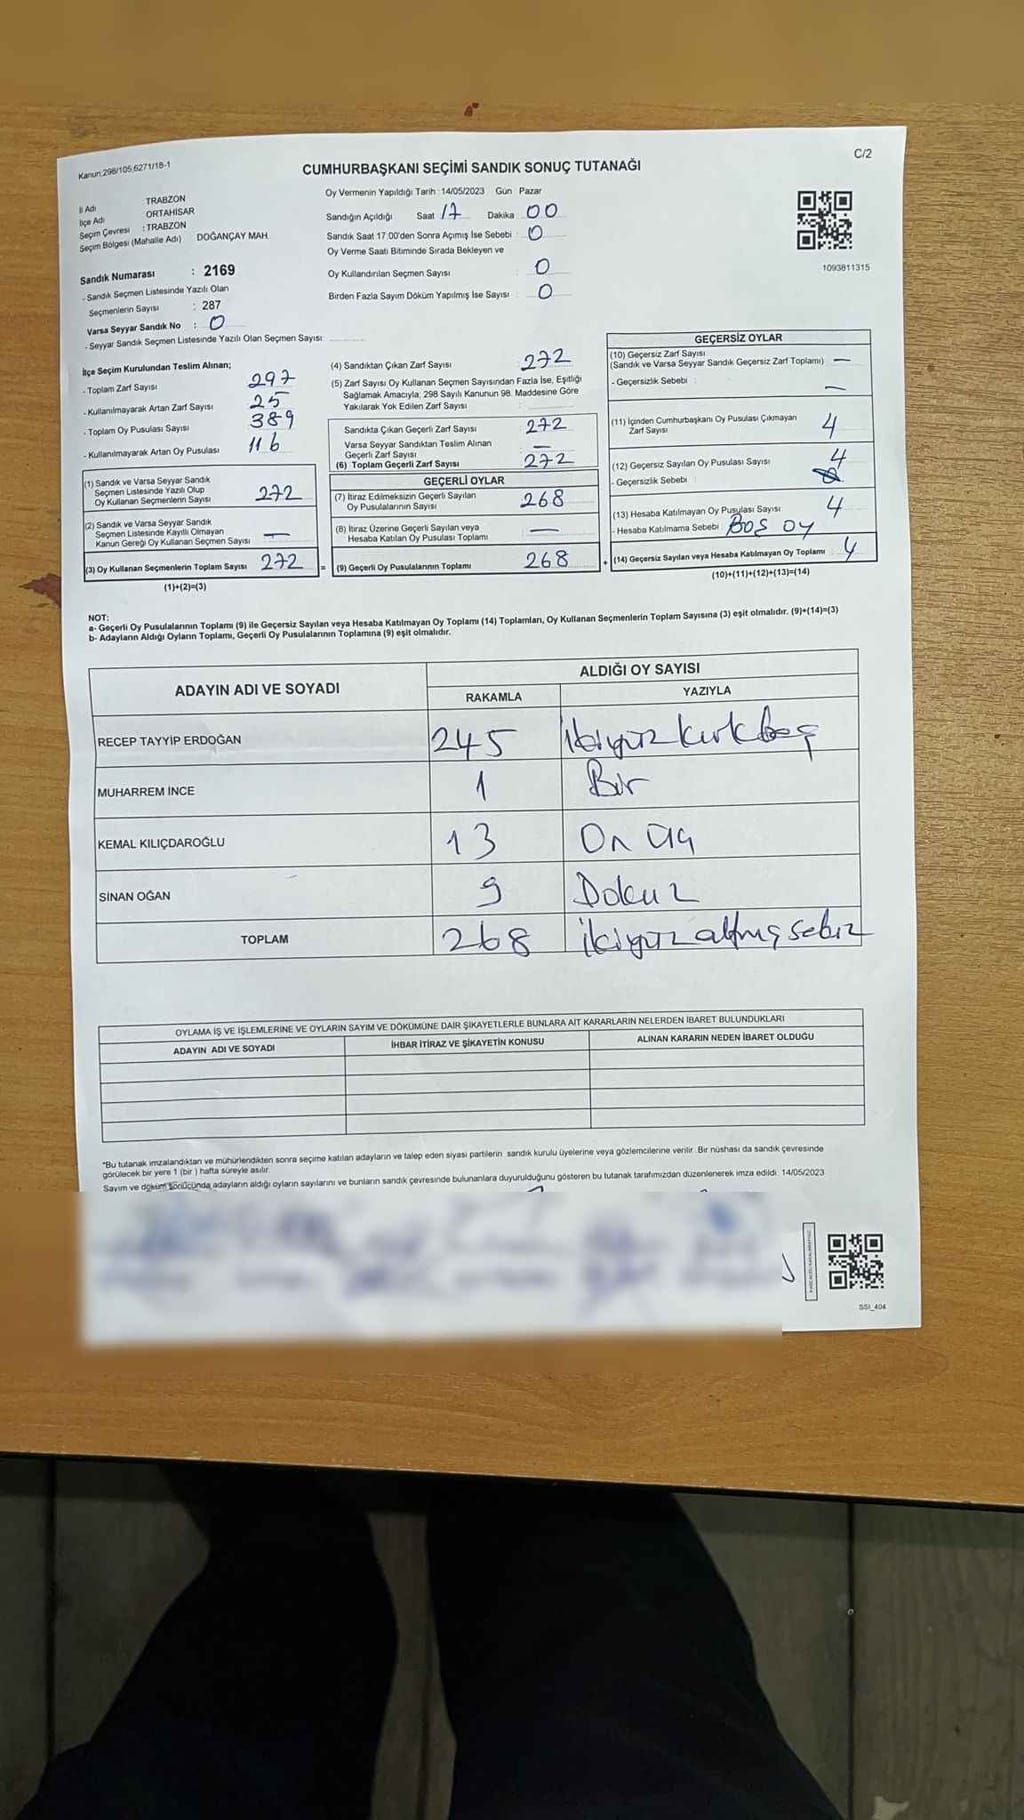 Kanun:298/105,6271/18-1
C/2
CUMHURBAŞKANI SEÇİMİ SANDIK SONUÇ TUTANAĞI
İl Adı TRABZON
İlçe Adı ORTAHİSAR
Seçim Çevresi : TRABZON
Seçim Bölgesi (Mahalle Adı) DOĞANÇAY MAH.
Sandık Numarası : 2169
- Sandık Seçmen Listesinde Yazılı Olan
Seçmenlerin Sayısı : 287
Varsa Seyyar Sandık No : 0
- Seyyar Sandık Seçmen Listesinde Yazılı Olan Seçmen Sayısı :
Oy Vermenin Yapıldığı Tarih : 14/05/2023 Gün Pazar
Sandığın Açıldığı Saat 17 Dakika 00
Sandık Saat 17.00'den Sonra Açımış İse Sebebi : 0
Oy Verme Saati Bitiminde Sırada Bekleyen ve
Oy Kullandırılan Seçmen Sayısı : 0
Birden Fazla Sayım Döküm Yapılmış İse Sayısı : 0
1093811315
İlçe Seçim Kurulundan Teslim Alınan;
- Toplam Zarf Sayısı 297
- Kullanılmayarak Artan Zarf Sayısı 25
- Toplam Oy Pusulası Sayısı 389
- Kullanılmayarak Artan Oy Pusulası 116
(1) Sandık ve Varsa Seyyar Sandık
Seçmen Listesinde Yazılı Olup
Oy Kullanan Seçmenlerin Sayısı 272
(2) Sandık ve Varsa Seyyar Sandık
Seçmen Listesinde Kayıtlı Olmayan
Kanun Gereği Oy Kullanan Seçmen Sayısı —
(3) Oy Kullanan Seçmenlerin Toplam Sayısı 272 =
(1)+(2)=(3)
(4) Sandıktan Çıkan Zarf Sayısı 272
(5) Zarf Sayısı Oy Kullanan Seçmen Sayısından Fazla İse, Eşitliği
Sağlamak Amacıyla; 298 Sayılı Kanunun 98. Maddesine Göre
Yakılarak Yok Edilen Zarf Sayısı
Sandıkta Çıkan Geçerli Zarf Sayısı 272
Varsa Seyyar Sandıktan Teslim Alınan
Geçerli Zarf Sayısı —
(6) Toplam Geçerli Zarf Sayısı 272
GEÇERLİ OYLAR
(7) İtiraz Edilmeksizin Geçerli Sayılan
Oy Pusulalarının Sayısı 268
(8) İtiraz Üzerine Geçerli Sayılan veya
Hesaba Katılan Oy Pusulası Toplamı —
(9) Geçerli Oy Pusulalarının Toplamı 268 +
GEÇERSİZ OYLAR
(10) Geçersiz Zarf Sayısı
(Sandık ve Varsa Seyyar Sandık Geçersiz Zarf Toplamı) —
- Geçersizlik Sebebi : —
(11) İçinden Cumhurbaşkanı Oy Pusulası Çıkmayan
Zarf Sayısı 4
(12) Geçersiz Sayılan Oy Pusulası Sayısı 4
- Geçersizlik Sebebi :
(13) Hesaba Katılmayan Oy Pusulası Sayısı 4
- Hesaba Katılmama Sebebi : BOŞ OY
(14) Geçersiz Sayılan veya Hesaba Katılmayan Oy Toplamı 4
(10)+(11)+(12)+(13)=(14)
NOT:
a- Geçerli Oy Pusulalarının Toplamı (9) ile Geçersiz Sayılan veya Hesaba Katılmayan Oy Toplamı (14) Toplamları, Oy Kullanan Seçmenlerin Toplam Sayısına (3) eşit olmalıdır. (9)+(14)=(3)
b- Adayların Aldığı Oyların Toplamı, Geçerli Oy Pusulalarının Toplamına (9) eşit olmalıdır.
ADAYIN ADI VE SOYADI ALDIĞI OY SAYISI
RAKAMLA YAZIYLA
RECEP TAYYİP ERDOĞAN 245 ikiyüz kırk beş
MUHARREM İNCE 1 Bir
KEMAL KILIÇDAROĞLU 13 On üç
SİNAN OĞAN 9 Dokuz
TOPLAM 268 ikiyüz altmış sekiz
OYLAMA İŞ VE İŞLEMLERİNE VE OYLARIN SAYIM VE DÖKÜMÜNE DAİR ŞİKAYETLERLE BUNLARA AİT KARARLARIN NELERDEN İBARET BULUNDUKLARI
ADAYIN ADI VE SOYADI İHBAR İTİRAZ VE ŞİKAYETİN KONUSU ALINAN KARARIN NEDEN İBARET OLDUĞU
*Bu tutanak imzalandıktan ve mühürlendikten sonra seçime katılan adayların ve talep eden siyasi partilerin sandık kurulu üyelerine veya gözlemcilerine verilir. Bir nüshası da sandık çevresinde
görülecek bir yere 1 (bir ) hafta süreyle asılır.
Sayım ve döküm sonucunda adayların aldığı oyların sayılarını ve bunların sandık çevresinde bulunanlara duyurulduğunu gösteren bu tutanak tarafımızdan düzenlenerek imza edildi. 14/05/2023
SSI_404